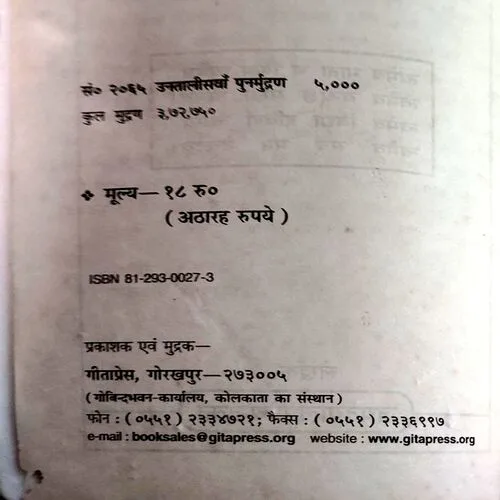 सं० २०६५ उनतालीसवाँ पुनर्मुद्रण ५,०००
कुल मुद्रण ३,७२,७५०
❖ मूल्य— १८ रु०
( अठारह रुपये )
ISBN 81-293-0027-3
प्रकाशक एवं मुद्रक—
गीताप्रेस, गोरखपुर—२७३००५
(गोबिन्दभवन-कार्यालय, कोलकाता का संस्थान)
फोन : ( ०५५१ ) २३३४७२१; फैक्स : ( ०५५१ ) २३३६९९७
e-mail : booksales@gitapress.org website : www.gitapress.org